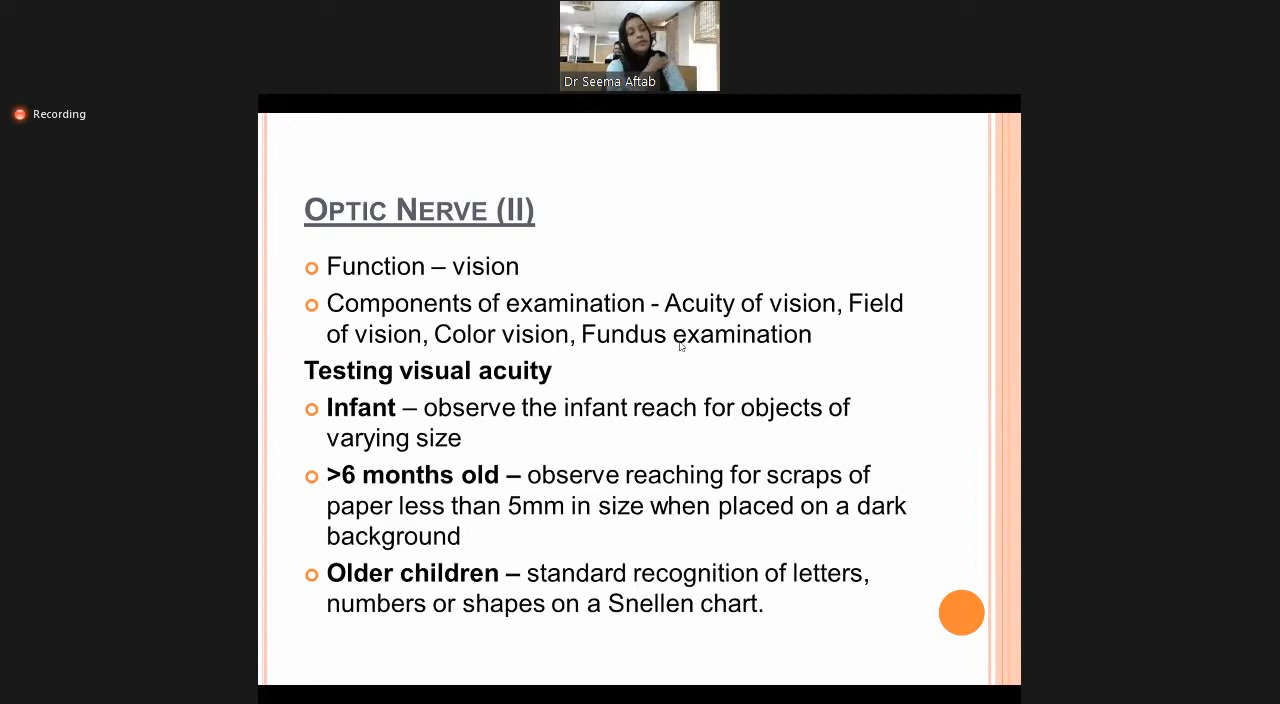 Dr Seema Aftab
Recording
OPTIC NERVE (II)
Function – vision
Components of examination - Acuity of vision, Field
of vision, Color vision, Fundus examination
Testing visual acuity
Infant – observe the infant reach for objects of
varying size
>6 months old – observe reaching for scraps of
paper less than 5mm in size when placed on a dark
background
Older children – standard recognition of letters,
numbers or shapes on a Snellen chart.